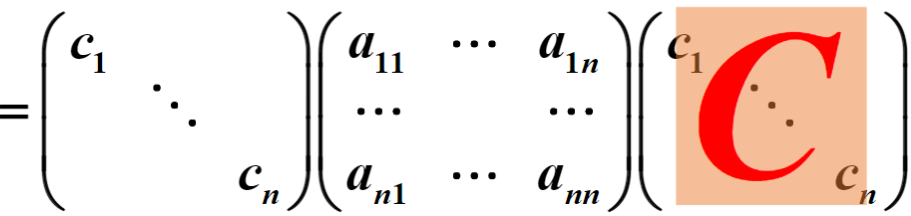 = ( c₁ ⋱ cₙ ) ( a₁₁ ⋯ a₁ₙ ⋯ ⋯ aₙ₁ ⋯ aₙₙ ) ( c₁ ⋱ cₙ )
C